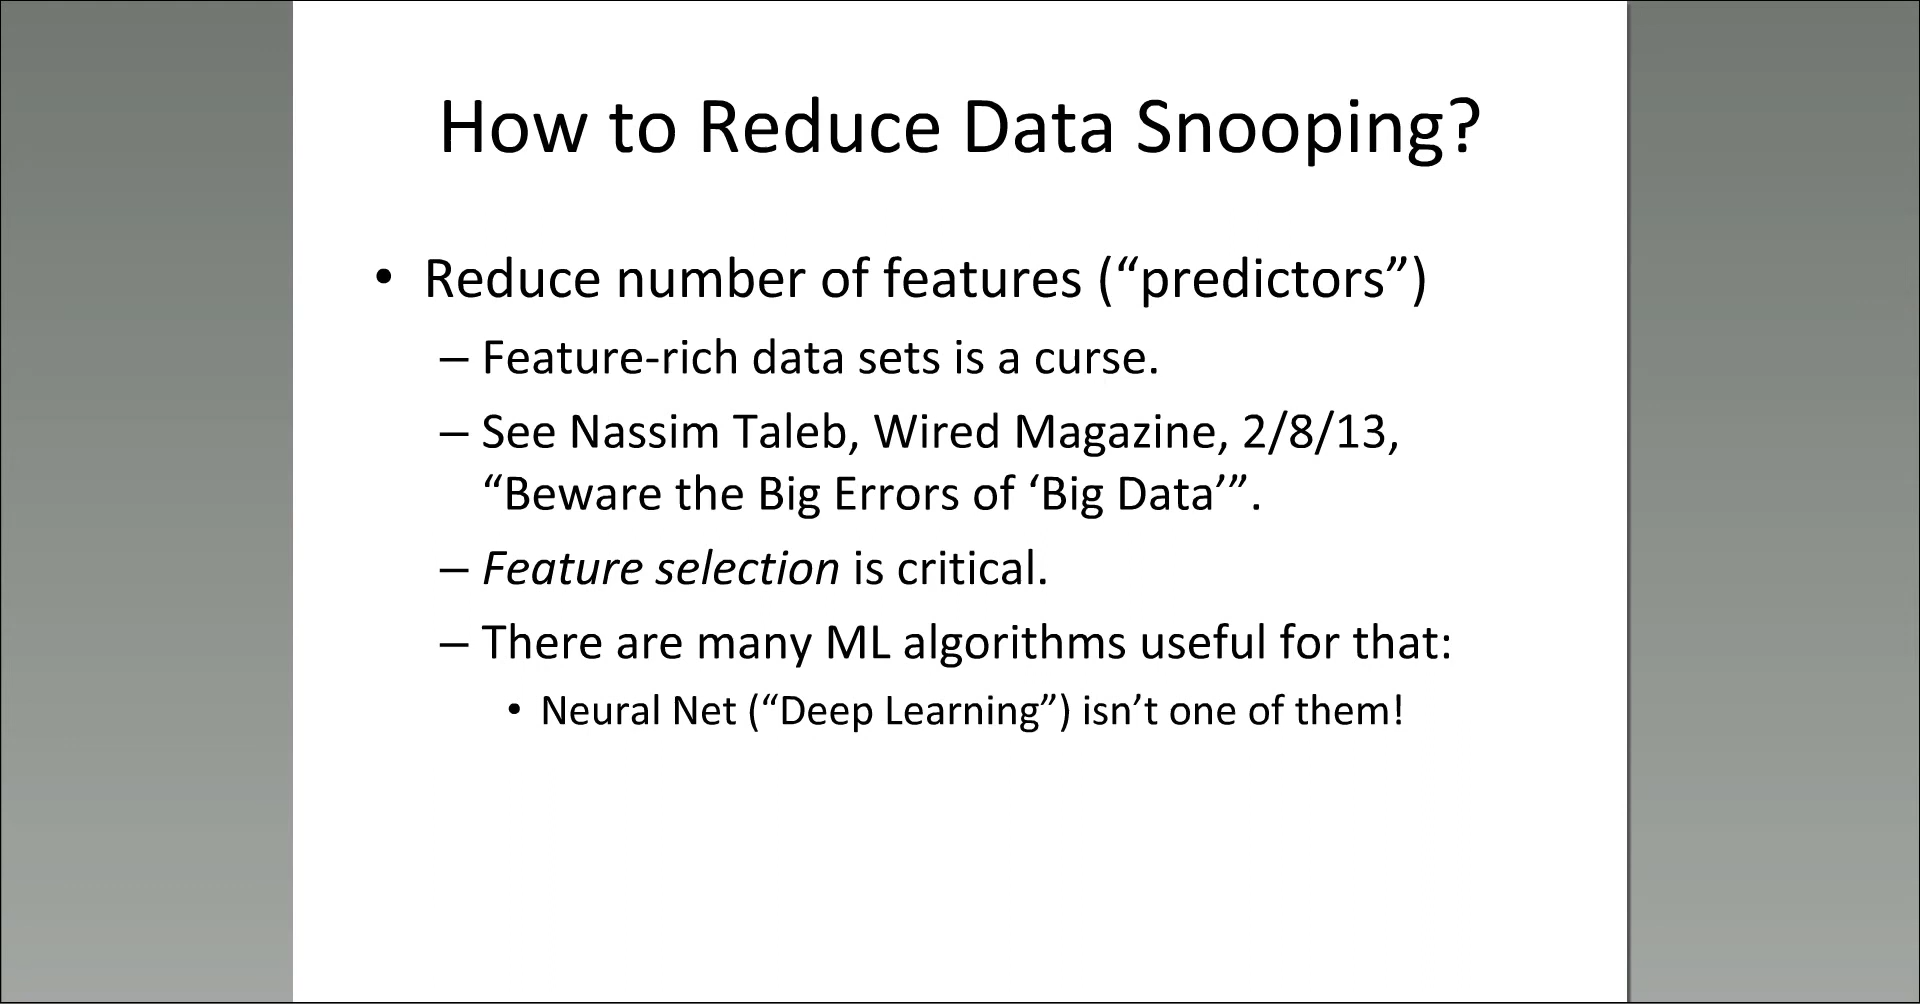 How to Reduce Data Snooping?
• Reduce number of features (“predictors”)
– Feature-rich data sets is a curse.
– See Nassim Taleb, Wired Magazine, 2/8/13,
“Beware the Big Errors of ‘Big Data’”.
– Feature selection is critical.
– There are many ML algorithms useful for that:
• Neural Net (“Deep Learning”) isn’t one of them!